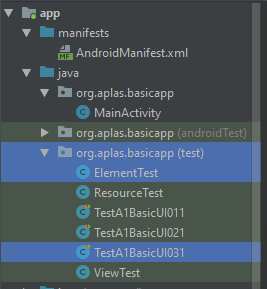 app
manifests
AndroidManifest.xml
java
org.aplas.basicapp
MainActivity
org.aplas.basicapp (androidTest)
org.aplas.basicapp (test)
ElementTest
ResourceTest
TestA1BasicUI011
TestA1BasicUI021
TestA1BasicUI031
ViewTest